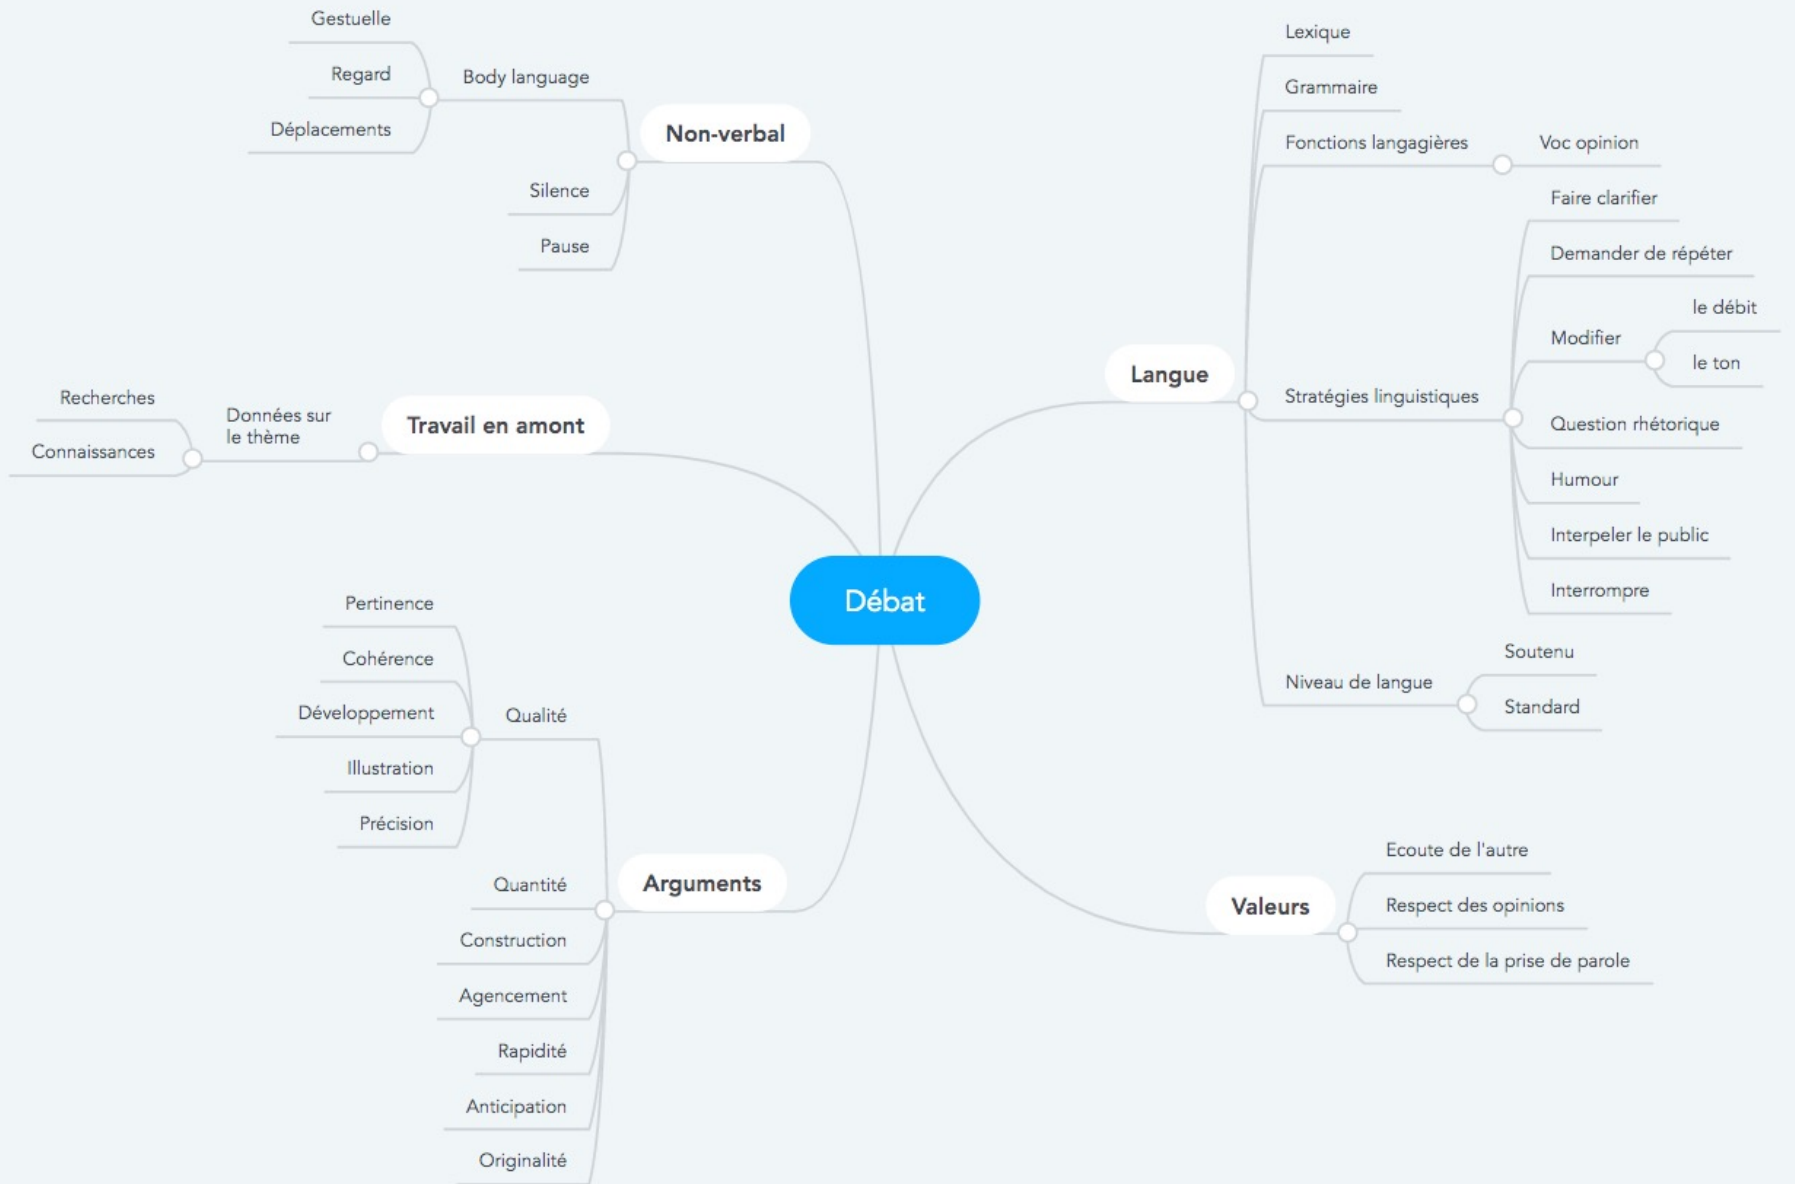 Débat
Non-verbal
Body language
Gestuelle
Regard
Déplacements
Silence
Pause
Travail en amont
Données sur
le thème
Recherches
Connaissances
Arguments
Qualité
Pertinence
Cohérence
Développement
Illustration
Précision
Quantité
Construction
Agencement
Rapidité
Anticipation
Originalité
Langue
Lexique
Grammaire
Fonctions langagières
Voc opinion
Stratégies linguistiques
Faire clarifier
Demander de répéter
Modifier
le débit
le ton
Question rhétorique
Humour
Interpeler le public
Interrompre
Niveau de langue
Soutenu
Standard
Valeurs
Ecoute de l'autre
Respect des opinions
Respect de la prise de parole